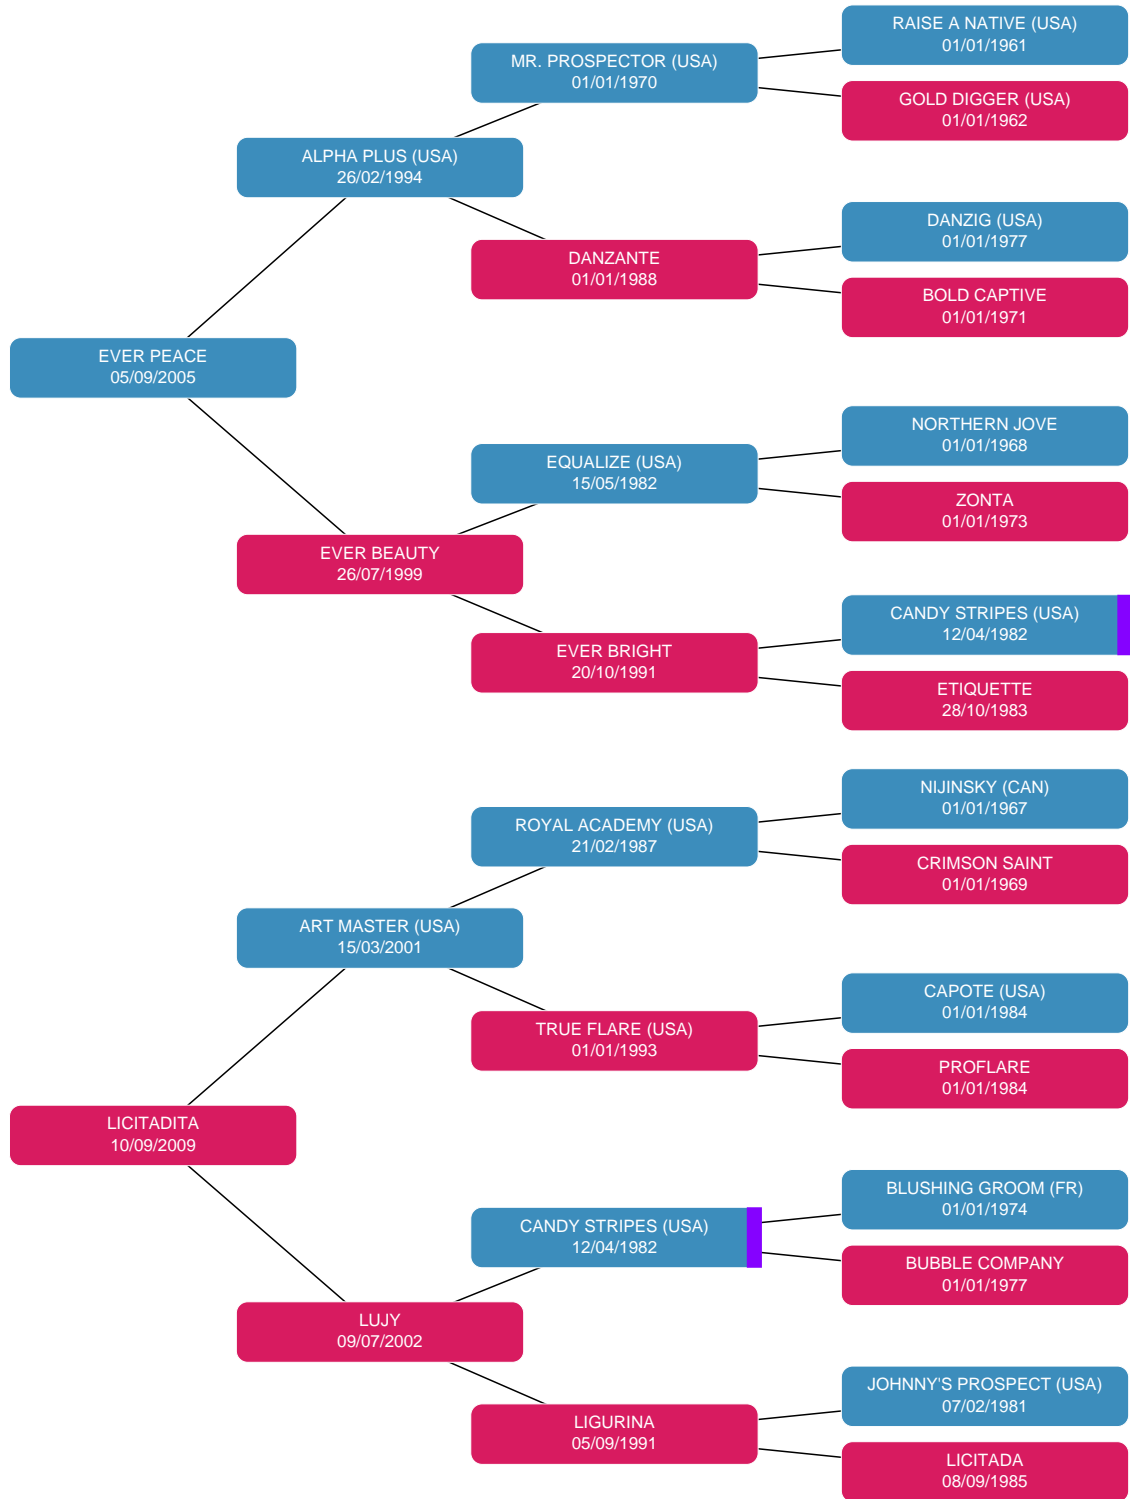 RAISE A NATIVE (USA)
01/01/1961
MR. PROSPECTOR (USA)
01/01/1970
GOLD DIGGER (USA)
01/01/1962
ALPHA PLUS (USA)
26/02/1994
DANZIG (USA)
01/01/1977
DANZANTE
01/01/1988
BOLD CAPTIVE
01/01/1971
EVER PEACE
05/09/2005
NORTHERN JOVE
01/01/1968
EQUALIZE (USA)
15/05/1982
ZONTA
01/01/1973
EVER BEAUTY
26/07/1999
CANDY STRIPES (USA)
12/04/1982
EVER BRIGHT
20/10/1991
ETIQUETTE
28/10/1983
NIJINSKY (CAN)
01/01/1967
ROYAL ACADEMY (USA)
21/02/1987
CRIMSON SAINT
01/01/1969
ART MASTER (USA)
15/03/2001
CAPOTE (USA)
01/01/1984
TRUE FLARE (USA)
01/01/1993
PROFLARE
01/01/1984
LICITADITA
10/09/2009
BLUSHING GROOM (FR)
01/01/1974
CANDY STRIPES (USA)
12/04/1982
BUBBLE COMPANY
01/01/1977
LUJY
09/07/2002
JOHNNY'S PROSPECT (USA)
07/02/1981
LIGURINA
05/09/1991
LICITADA
08/09/1985